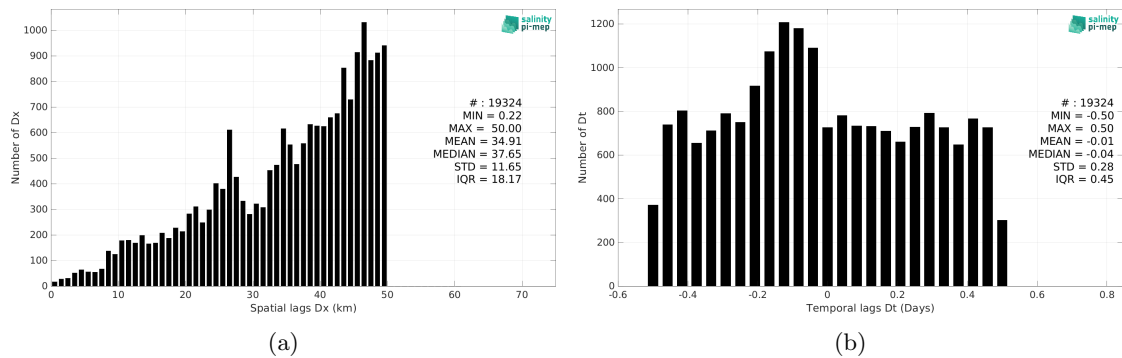 salinity
pi-mep
1000
900
800
700
600
500
400
300
200
100
0
Number of Dx
# : 19324
MIN = 0.22
MAX = 50.00
MEAN = 34.91
MEDIAN = 37.65
STD = 11.65
IQR = 18.17
0 10 20 30 40 50 60 70
Spatial lags Dx (km)
(a)
salinity
pi-mep
1200
1000
800
600
400
200
0
Number of Dt
# : 19324
MIN = -0.50
MAX = 0.50
MEAN = -0.01
MEDIAN = -0.04
STD = 0.28
IQR = 0.45
-0.6 -0.4 -0.2 0 0.2 0.4 0.6 0.8
Temporal lags Dt (Days)
(b)